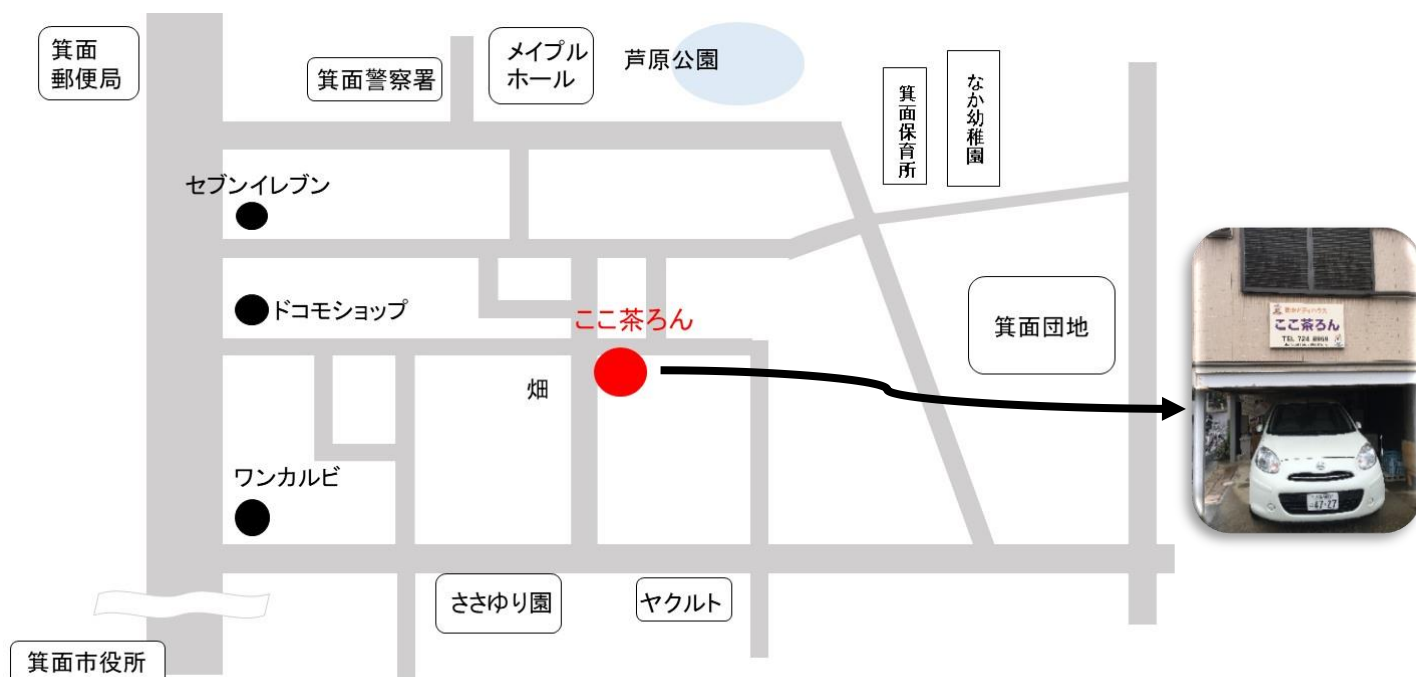 箕面
郵便局
箕面警察署
メイプル
ホール
芦原公園
箕面保育所
なか幼稚園
セブンイレブン
ドコモショップ
ここ茶ろん
箕面団地
畑
ワンカルビ
ささゆり園
ヤクルト
箕面市役所
ここ茶ろん
TEL 724
47-27